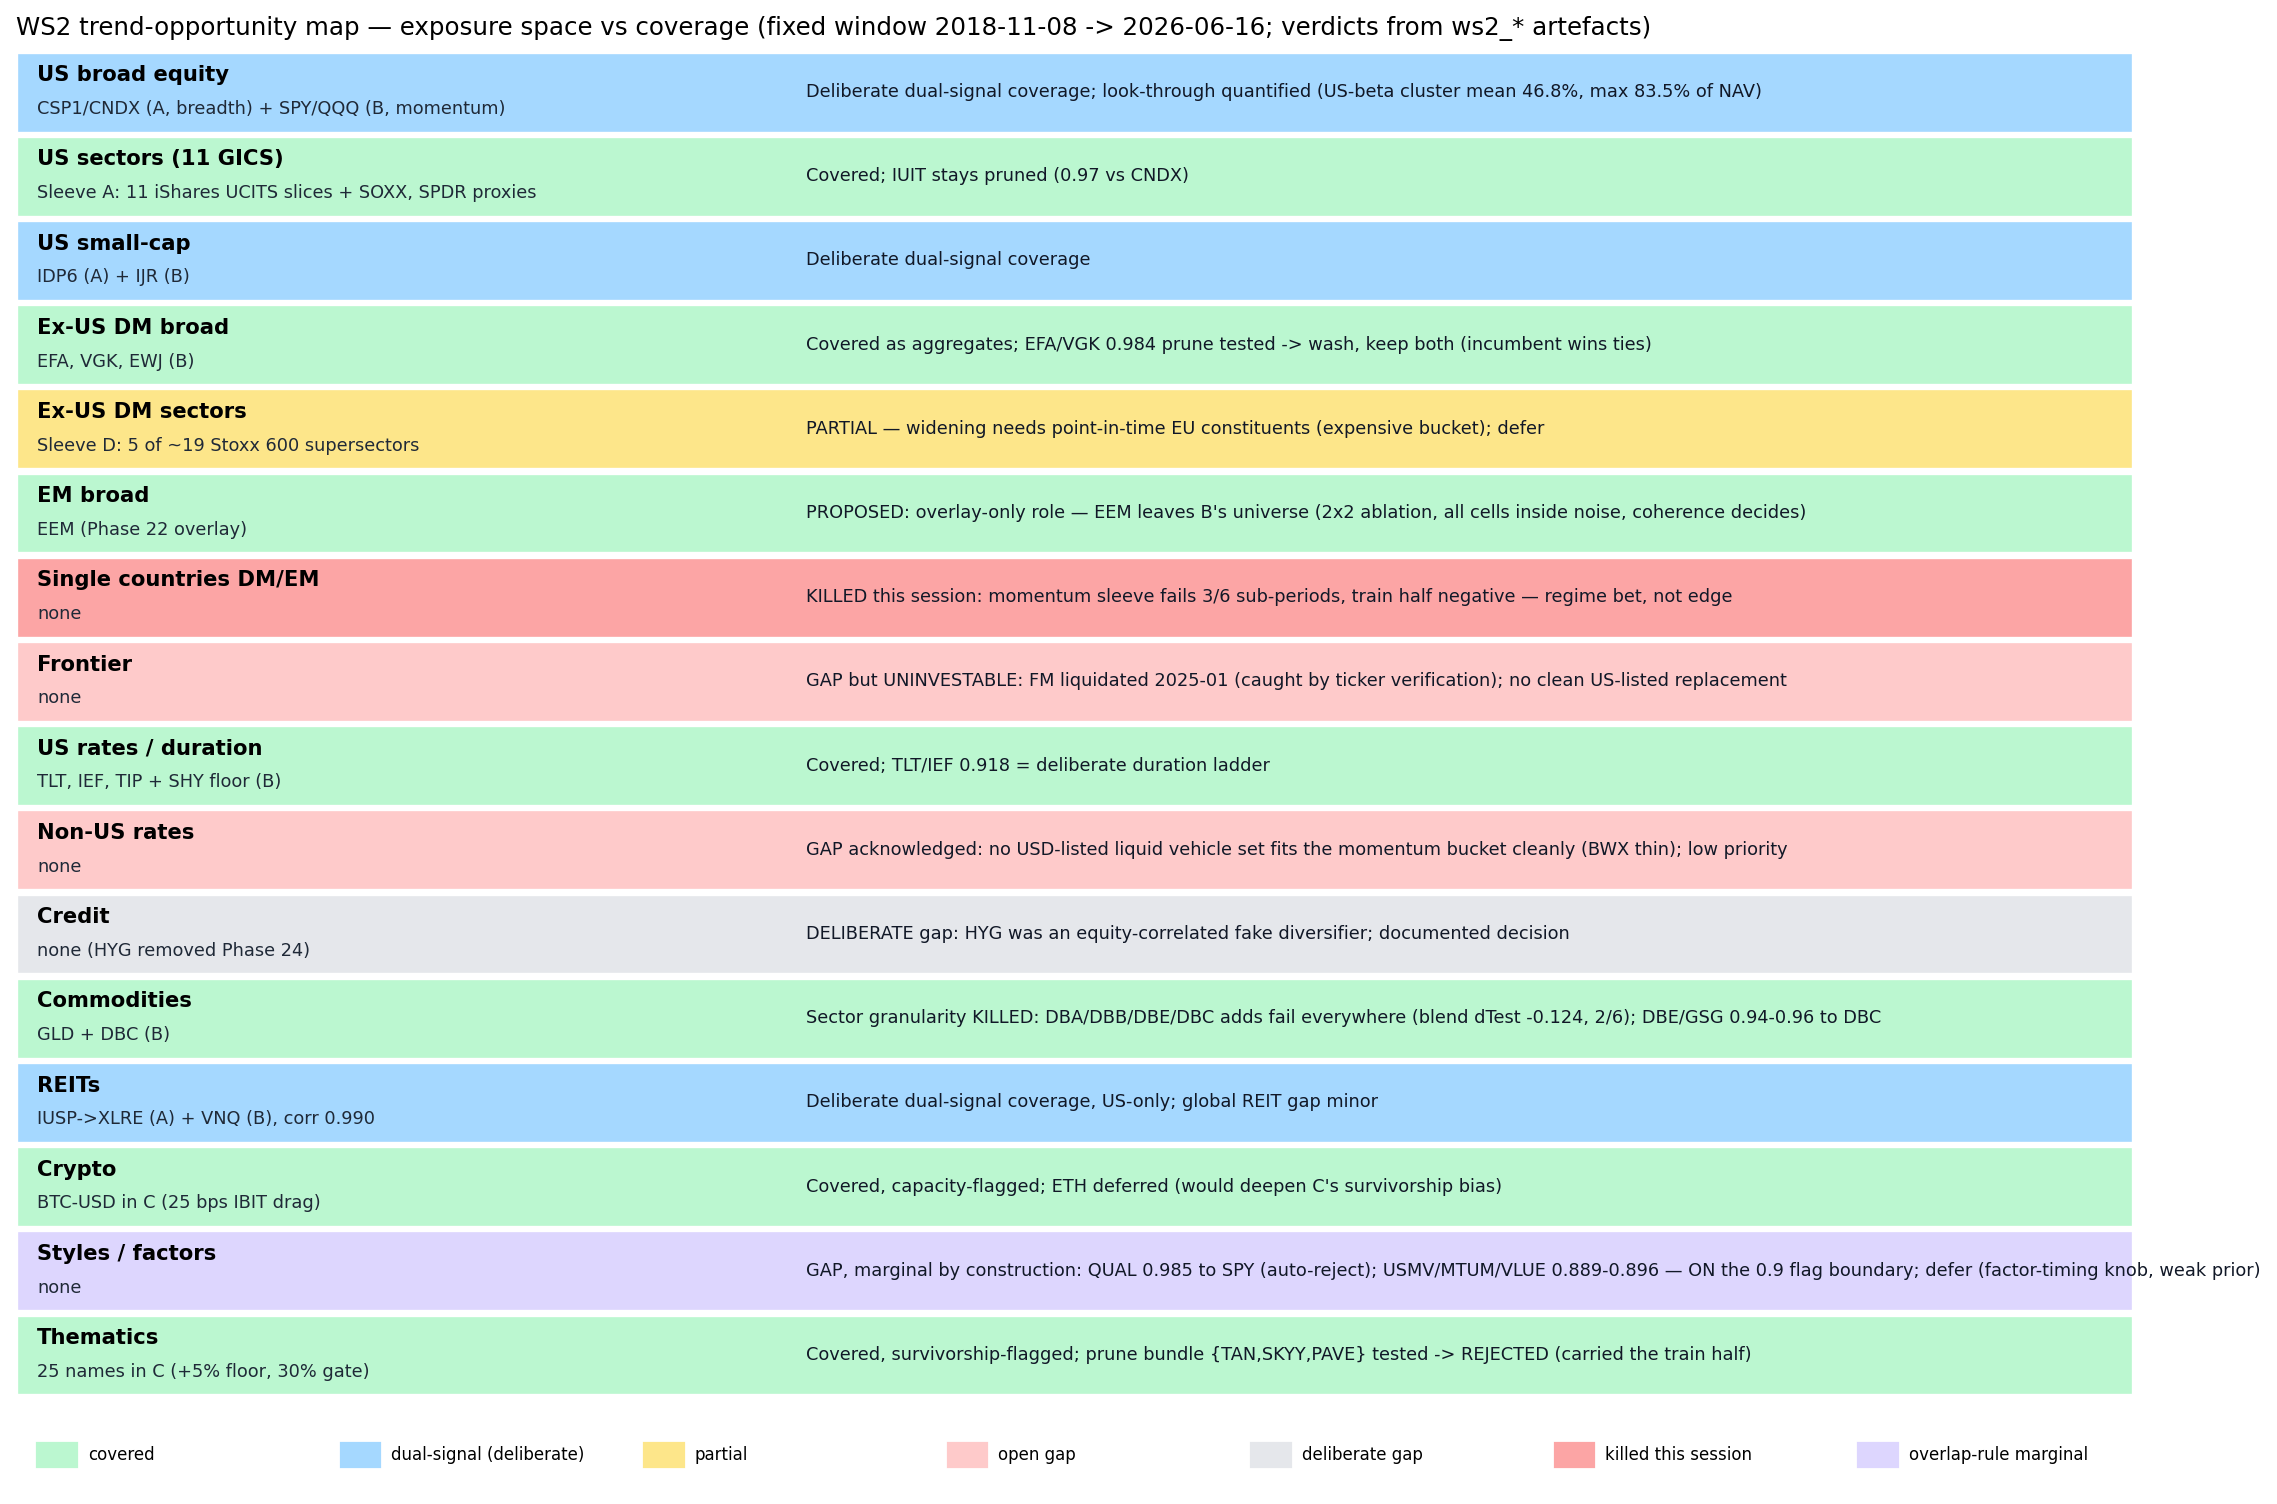 WS2 trend-opportunity map — exposure space vs coverage (fixed window 2018-11-08 -> 2026-06-16; verdicts from ws2_* artefacts)
US broad equity
CSP1/CNDX (A, breadth) + SPY/QQQ (B, momentum)
Deliberate dual-signal coverage; look-through quantified (US-beta cluster mean 46.8%, max 83.5% of NAV)
US sectors (11 GICS)
Sleeve A: 11 iShares UCITS slices + SOXX, SPDR proxies
Covered; IUIT stays pruned (0.97 vs CNDX)
US small-cap
IDP6 (A) + IJR (B)
Deliberate dual-signal coverage
Ex-US DM broad
EFA, VGK, EWJ (B)
Covered as aggregates; EFA/VGK 0.984 prune tested -> wash, keep both (incumbent wins ties)
Ex-US DM sectors
Sleeve D: 5 of ~19 Stoxx 600 supersectors
PARTIAL — widening needs point-in-time EU constituents (expensive bucket); defer
EM broad
EEM (Phase 22 overlay)
PROPOSED: overlay-only role — EEM leaves B's universe (2x2 ablation, all cells inside noise, coherence decides)
Single countries DM/EM
none
KILLED this session: momentum sleeve fails 3/6 sub-periods, train half negative — regime bet, not edge
Frontier
none
GAP but UNINVESTABLE: FM liquidated 2025-01 (caught by ticker verification); no clean US-listed replacement
US rates / duration
TLT, IEF, TIP + SHY floor (B)
Covered; TLT/IEF 0.918 = deliberate duration ladder
Non-US rates
none
GAP acknowledged: no USD-listed liquid vehicle set fits the momentum bucket cleanly (BWX thin); low priority
Credit
none (HYG removed Phase 24)
DELIBERATE gap: HYG was an equity-correlated fake diversifier; documented decision
Commodities
GLD + DBC (B)
Sector granularity KILLED: DBA/DBB/DBE/DBC adds fail everywhere (blend dTest -0.124, 2/6); DBE/GSG 0.94-0.96 to DBC
REITs
IUSP->XLRE (A) + VNQ (B), corr 0.990
Deliberate dual-signal coverage, US-only; global REIT gap minor
Crypto
BTC-USD in C (25 bps IBIT drag)
Covered, capacity-flagged; ETH deferred (would deepen C's survivorship bias)
Styles / factors
none
GAP, marginal by construction: QUAL 0.985 to SPY (auto-reject); USMV/MTUM/VLUE 0.889-0.896 — ON the 0.9 flag boundary; defer (factor-timing knob, weak prior)
Thematics
25 names in C (+5% floor, 30% gate)
Covered, survivorship-flagged; prune bundle {TAN,SKYY,PAVE} tested -> REJECTED (carried the train half)
covered
dual-signal (deliberate)
partial
open gap
deliberate gap
killed this session
overlap-rule marginal